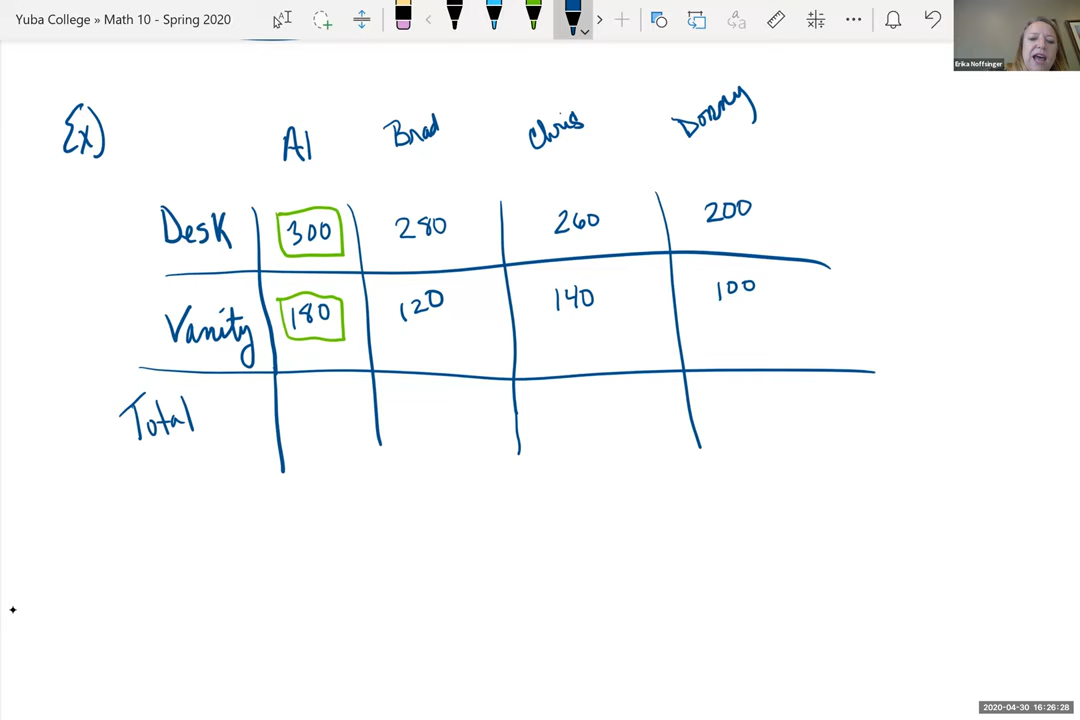 Yuba College » Math 10 - Spring 2020
Erika Noffsinger
Ex)
Al Brad Chris Donny
Desk 300 280 260 200
Vanity 180 120 140 100
Total
2020-04-30 16:26:28